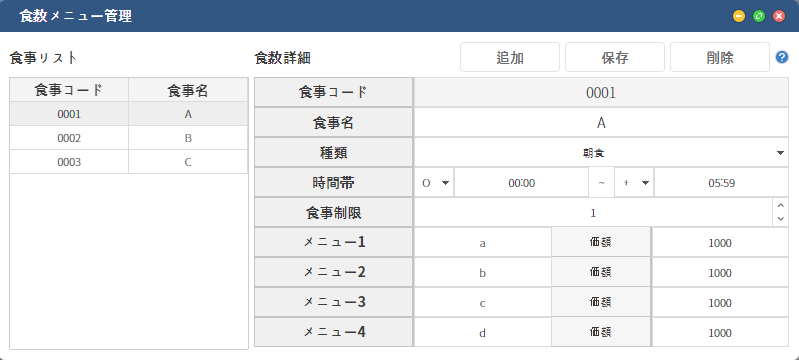 食数メニュー管理
食事リスト
食数詳細 追加 保存 削除 ?
食事コード 食事名
0001 A
0002 B
0003 C
食事コード 0001
食事名 A
種類 朝食
時間帯 O 00:00 ~ + 05:59
食事制限 1
メニュー1 a 価額 1000
メニュー2 b 価額 1000
メニュー3 c 価額 1000
メニュー4 d 価額 1000